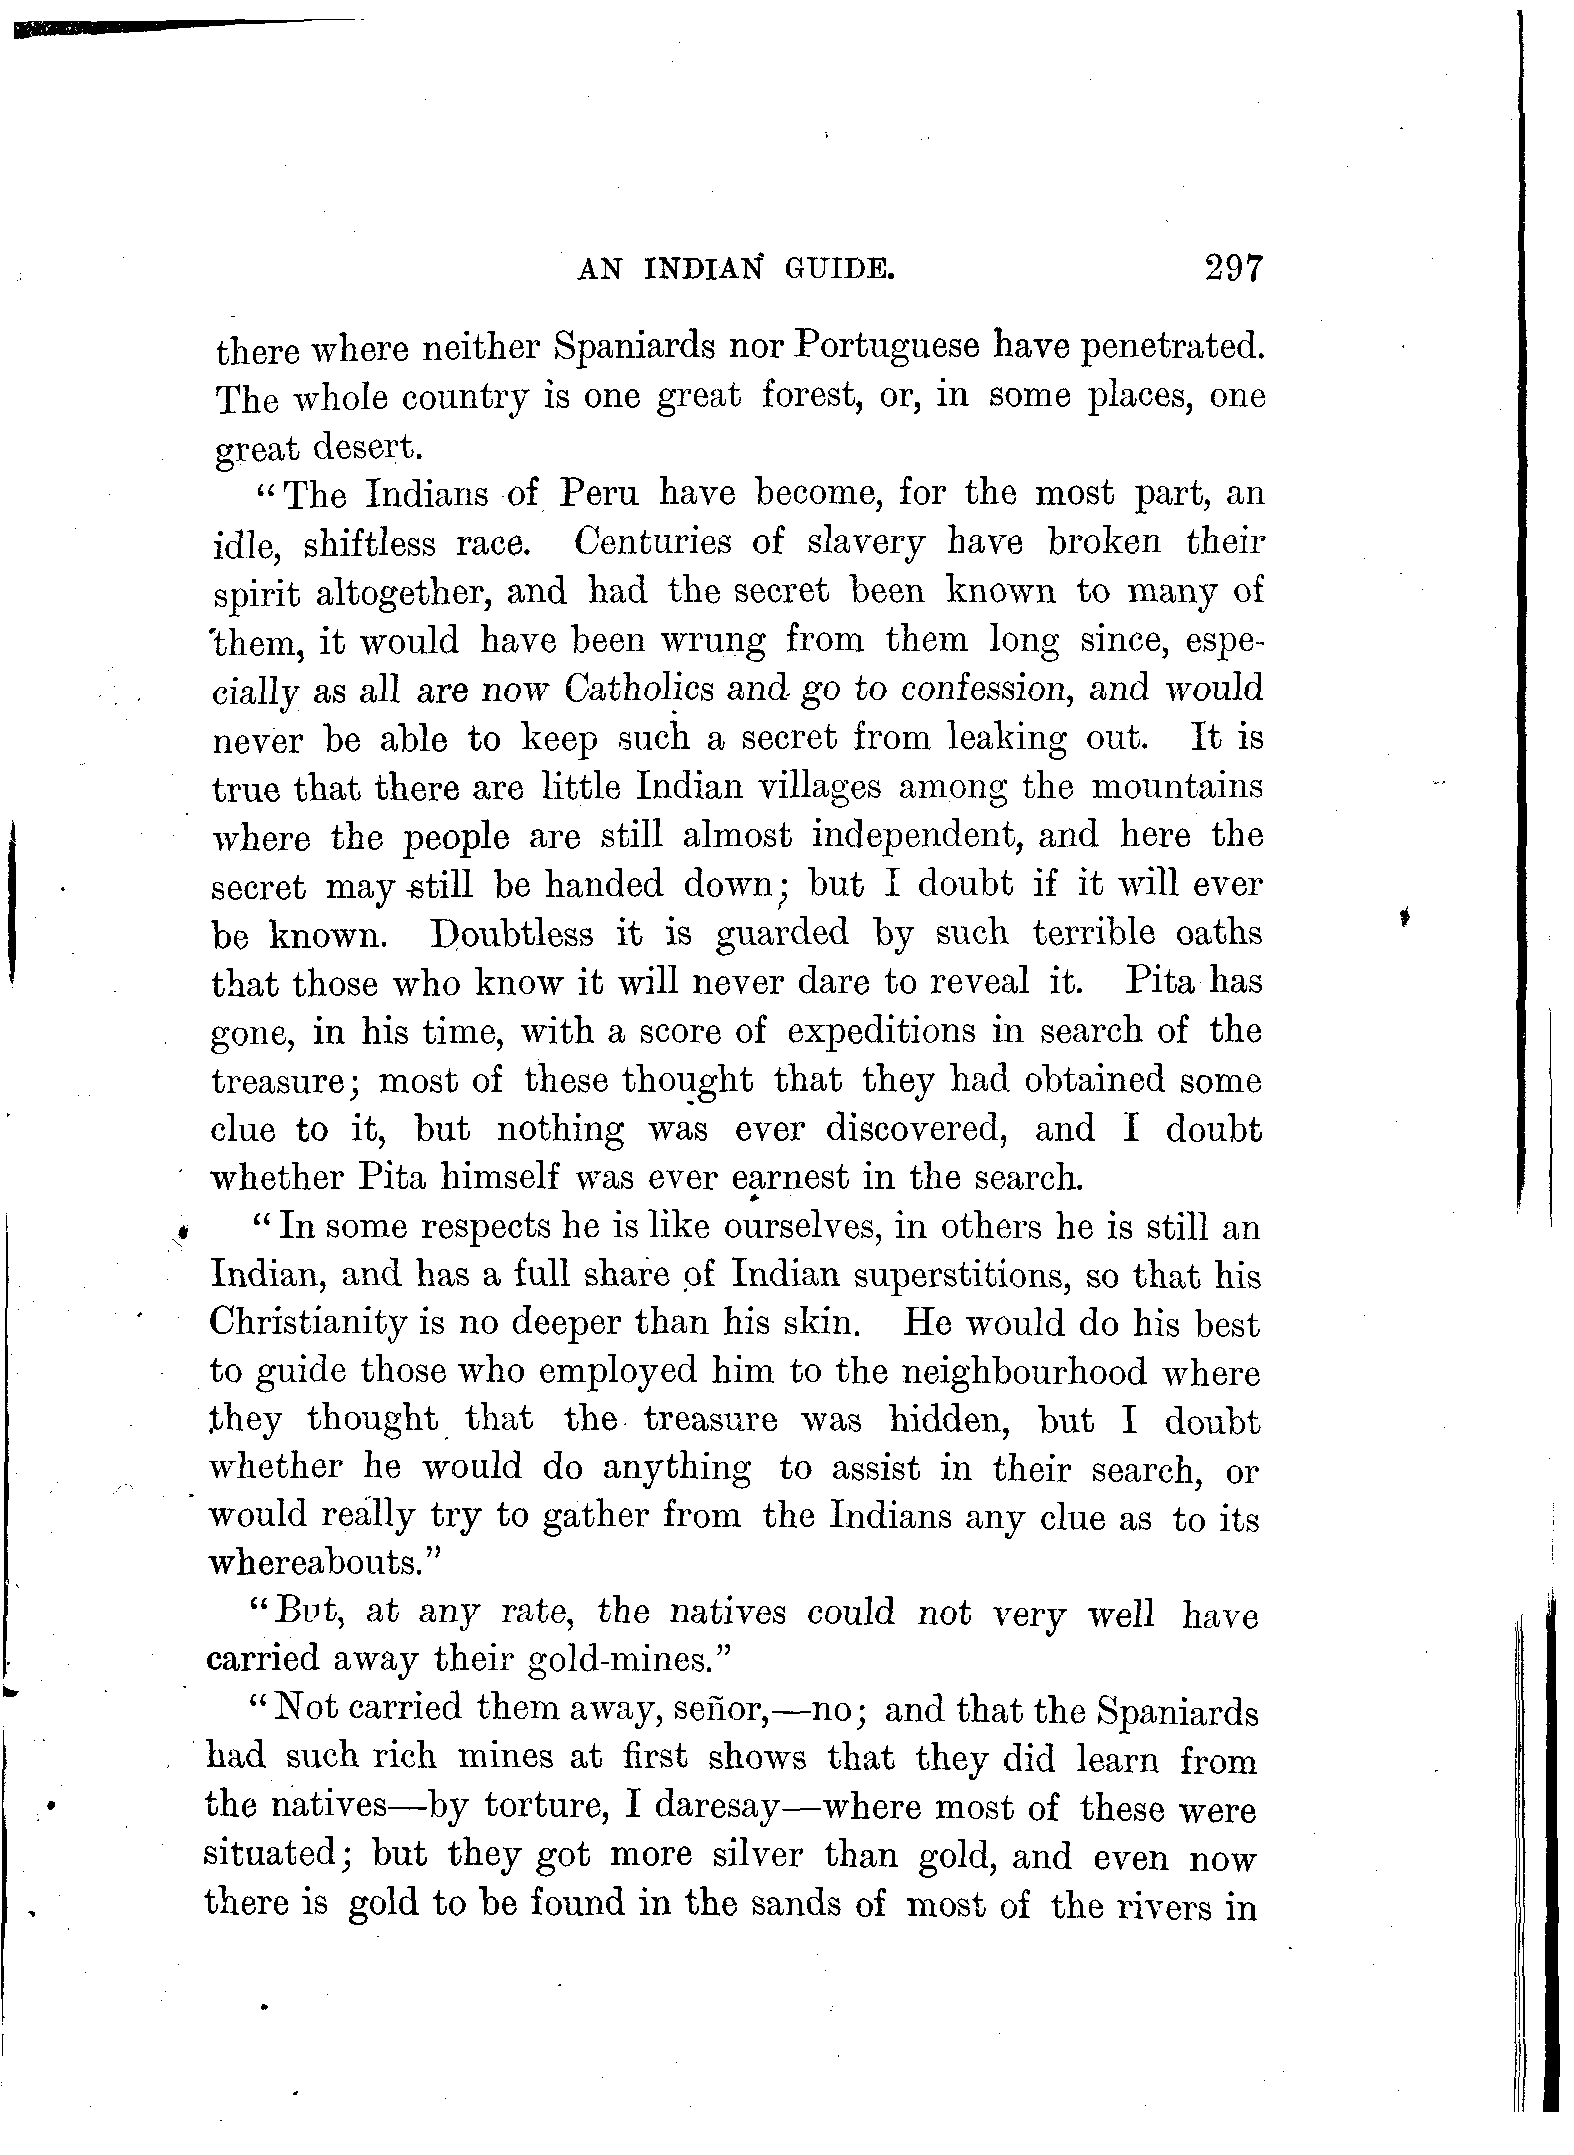 AN INDIAN GUIDE. 297
there where neither Spaniards nor Portuguese have penetrated.
The whole country is one great forest, or, in some places, one
great desert.
"The Indians of Peru have become, for the most part, an
idle, shiftless race. Centuries of slavery have broken their
spirit altogether, and had the secret been known to many of
them, it would have been wrung from them long since, espe-
cially as all are now Catholics and go to confession, and would
never be able to keep such a secret from leaking out. It is
true that there are little Indian villages among the mountains
where the people are still almost independent, and here the
secret may still be handed down; but I doubt if it will ever
be known. Doubtless it is guarded by such terrible oaths
that those who know it will never dare to reveal it. Pita has
gone, in his time, with a score of expeditions in search of the
treasure; most of these thought that they had obtained some
clue to it, but nothing was ever discovered, and I doubt
whether Pita himself was ever earnest in the search.
"In some respects he is like ourselves, in others he is still an
Indian, and has a full share of Indian superstitions, so that his
Christianity is no deeper than his skin. He would do his best
to guide those who employed him to the neighbourhood where
they thought that the treasure was hidden, but I doubt
whether he would do anything to assist in their search, or
would really try to gather from the Indians any clue as to its
whereabouts."
"But, at any rate, the natives could not very well have
carried away their gold-mines."
"Not carried them away, señor,—no; and that the Spaniards
had such rich mines at first shows that they did learn from
the natives—by torture, I daresay—where most of these were
situated; but they got more silver than gold, and even now
there is gold to be found in the sands of most of the rivers in